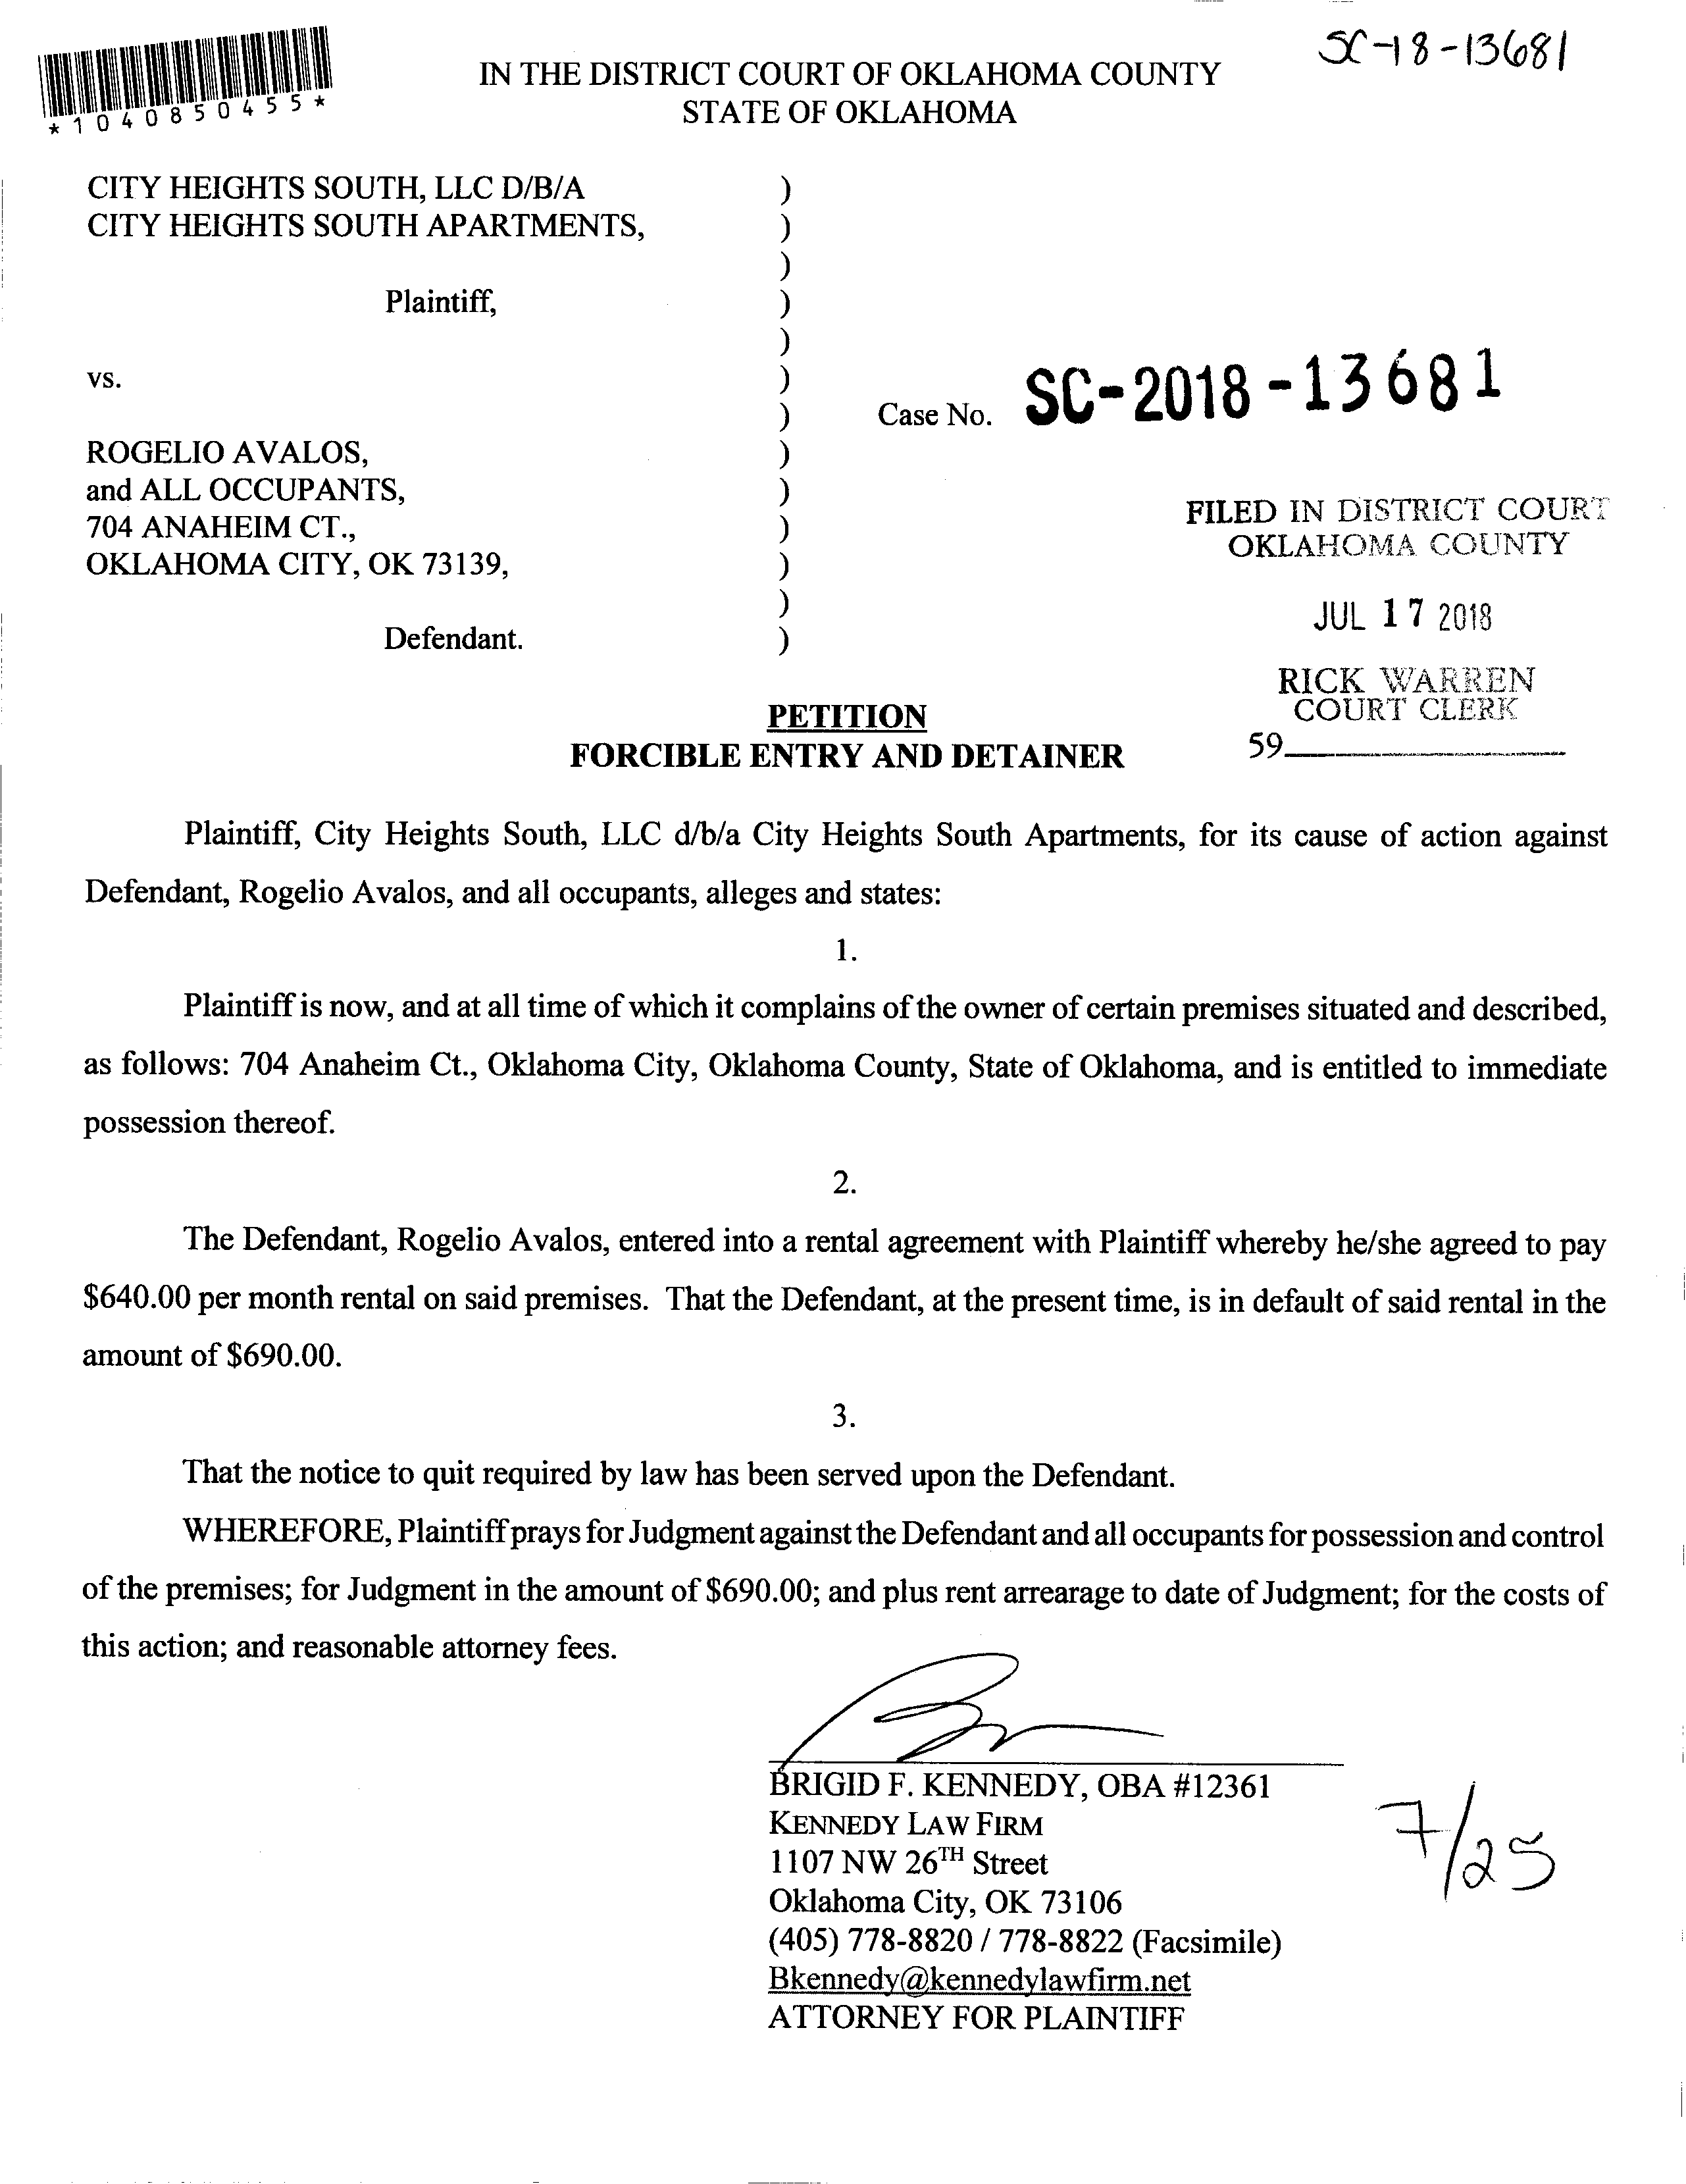 SC-18-13681
*1040850455*
IN THE DISTRICT COURT OF OKLAHOMA COUNTY
STATE OF OKLAHOMA
CITY HEIGHTS SOUTH, LLC D/B/A )
CITY HEIGHTS SOUTH APARTMENTS, )
)
Plaintiff, )
)
vs. )
) Case No. SC-2018-13681
ROGELIO AVALOS, )
and ALL OCCUPANTS, )
704 ANAHEIM CT., )
OKLAHOMA CITY, OK 73139, )
)
Defendant. )
FILED IN DISTRICT COURT
OKLAHOMA COUNTY
JUL 17 2018
RICK WARREN
COURT CLERK
59
PETITION
FORCIBLE ENTRY AND DETAINER
Plaintiff, City Heights South, LLC d/b/a City Heights South Apartments, for its cause of action against
Defendant, Rogelio Avalos, and all occupants, alleges and states:
1.
Plaintiff is now, and at all time of which it complains of the owner of certain premises situated and described,
as follows: 704 Anaheim Ct., Oklahoma City, Oklahoma County, State of Oklahoma, and is entitled to immediate
possession thereof.
2.
The Defendant, Rogelio Avalos, entered into a rental agreement with Plaintiff whereby he/she agreed to pay
$640.00 per month rental on said premises. That the Defendant, at the present time, is in default of said rental in the
amount of $690.00.
3.
That the notice to quit required by law has been served upon the Defendant.
WHEREFORE, Plaintiff prays for Judgment against the Defendant and all occupants for possession and control
of the premises; for Judgment in the amount of $690.00; and plus rent arrearage to date of Judgment; for the costs of
this action; and reasonable attorney fees.
BRIGID F. KENNEDY, OBA #12361
KENNEDY LAW FIRM
1107 NW 26TH Street
Oklahoma City, OK 73106
(405) 778-8820 / 778-8822 (Facsimile)
Bkennedy@kennedylawfirm.net
ATTORNEY FOR PLAINTIFF
7/25